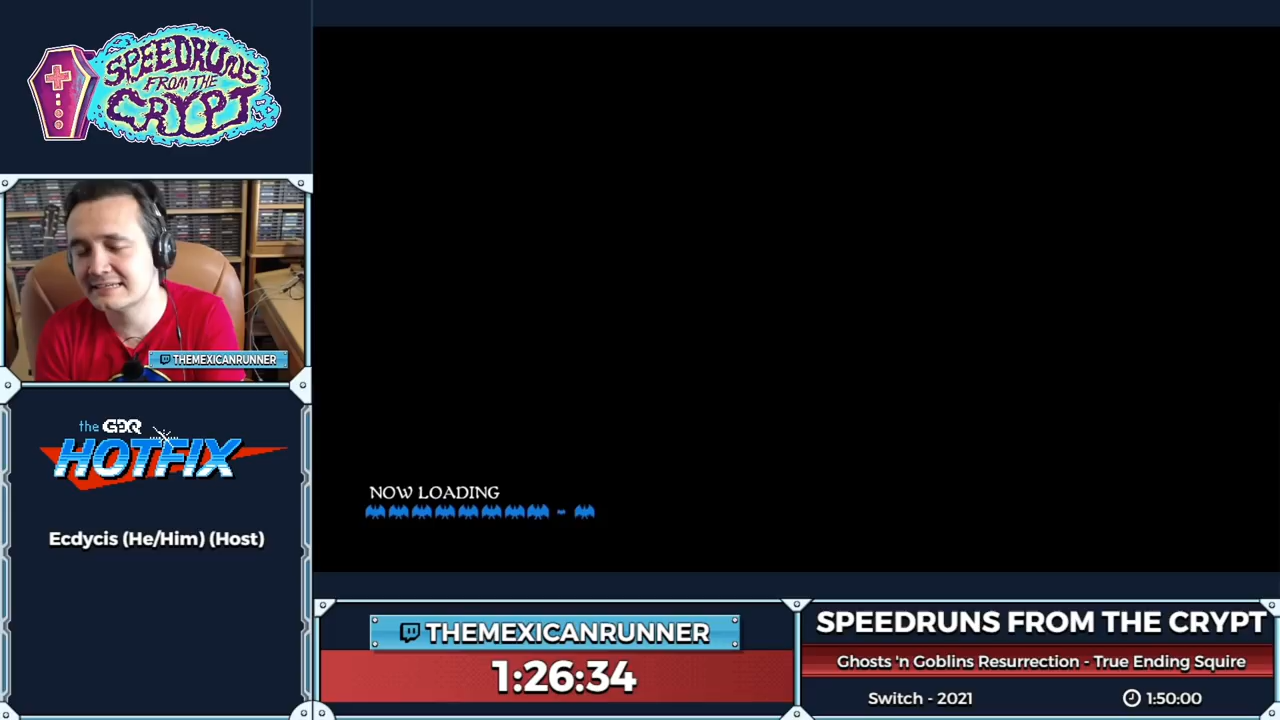 SPEEDRUNS
FROM THE
CRYPT
THEMEXICANRUNNER
the GDQ
HOTFIX
Ecdycis (He/Him) (Host)
NOW LOADING
THEMEXICANRUNNER
1:26:34
SPEEDRUNS FROM THE CRYPT
Ghosts 'n Goblins Resurrection - True Ending Squire
Switch - 2021
1:50:00